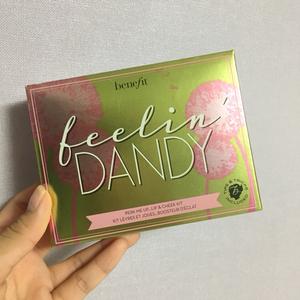 benefit
feelin'
DANDY
PERK ME UP, LIP & CHEEK KIT
KIT LÈVRES ET JOUES, BOOSTEUR D'ÉCLAT